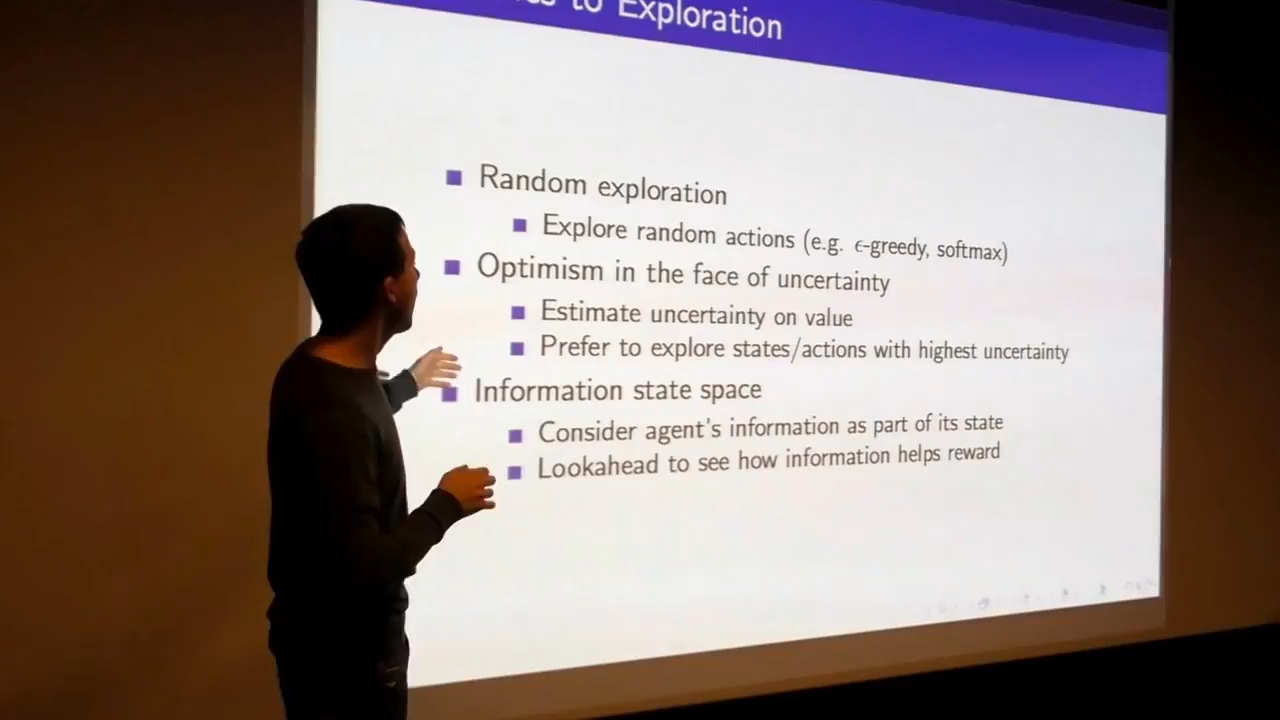 to Exploration
Random exploration
Explore random actions (e.g. ϵ-greedy, softmax)
Optimism in the face of uncertainty
Estimate uncertainty on value
Prefer to explore states/actions with highest uncertainty
Information state space
Consider agent's information as part of its state
Lookahead to see how information helps reward